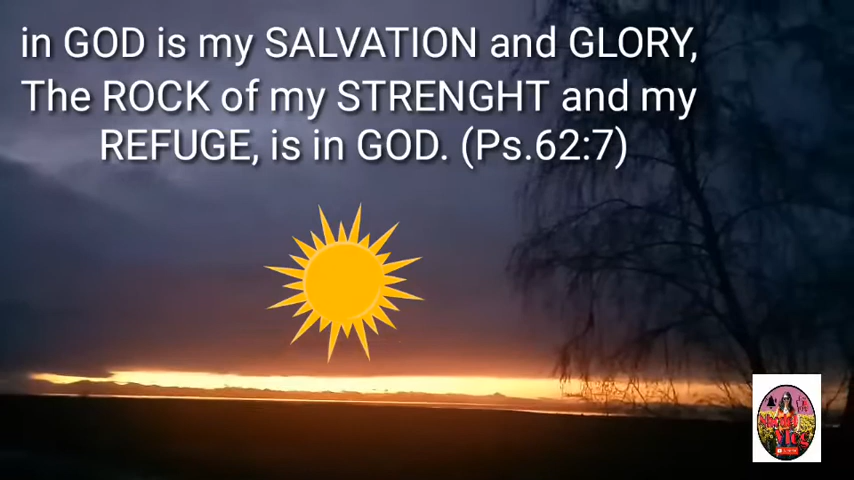 in GOD is my SALVATION and GLORY,
The ROCK of my STRENGHT and my
REFUGE, is in GOD. (Ps.62:7)
Vlog